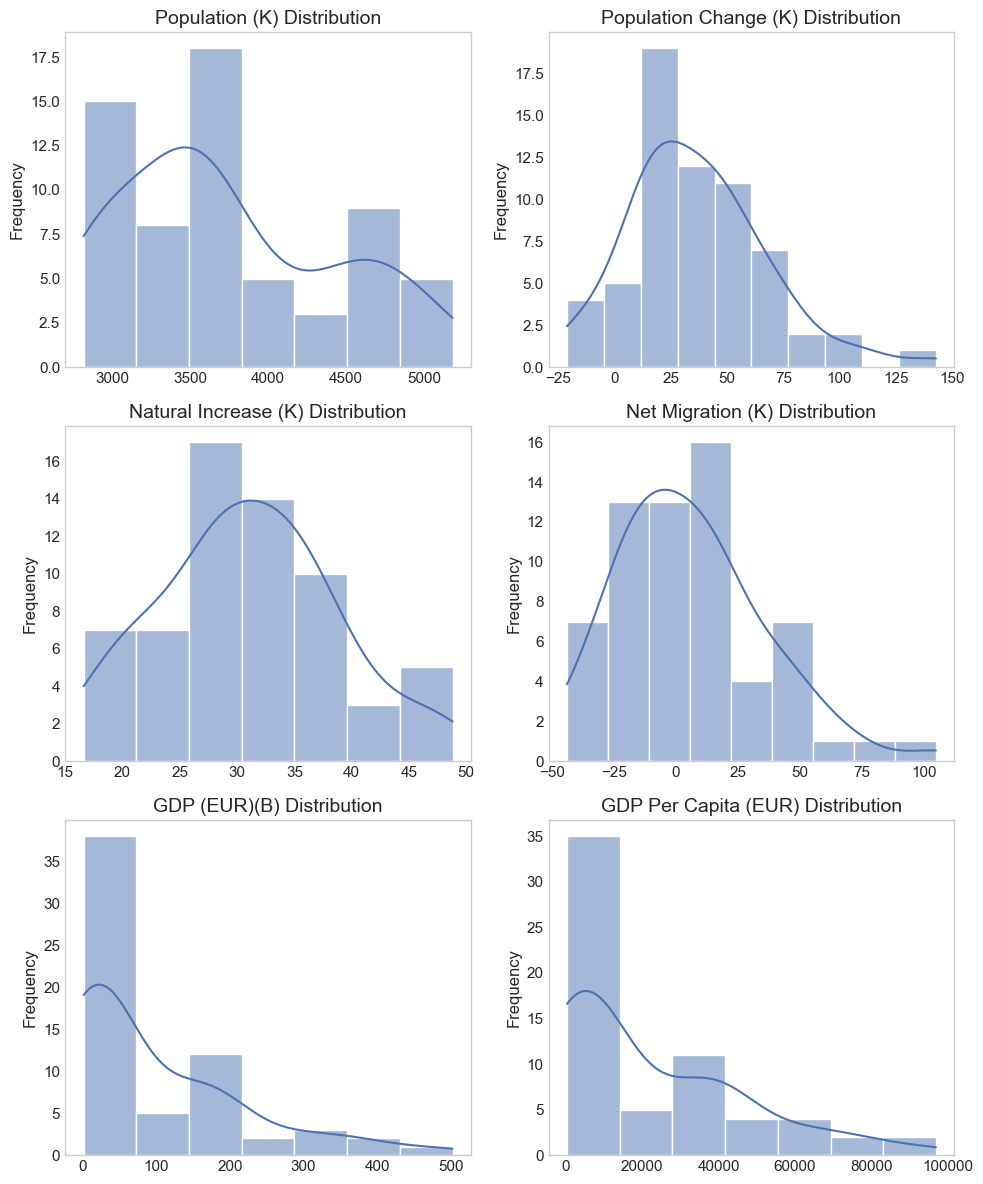 Population (K) Distribution
Population Change (K) Distribution
17.5
15.0
12.5
10.0
7.5
5.0
2.5
0.0
Frequency
3000 3500 4000 4500 5000
17.5
15.0
12.5
10.0
7.5
5.0
2.5
0.0
Frequency
−25 0 25 50 75 100 125 150
Natural Increase (K) Distribution
Net Migration (K) Distribution
16
14
12
10
8
6
4
2
0
Frequency
15 20 25 30 35 40 45 50
16
14
12
10
8
6
4
2
0
Frequency
−50 −25 0 25 50 75 100
GDP (EUR)(B) Distribution
GDP Per Capita (EUR) Distribution
35
30
25
20
15
10
5
0
Frequency
0 100 200 300 400 500
35
30
25
20
15
10
5
0
Frequency
0 20000 40000 60000 80000 100000